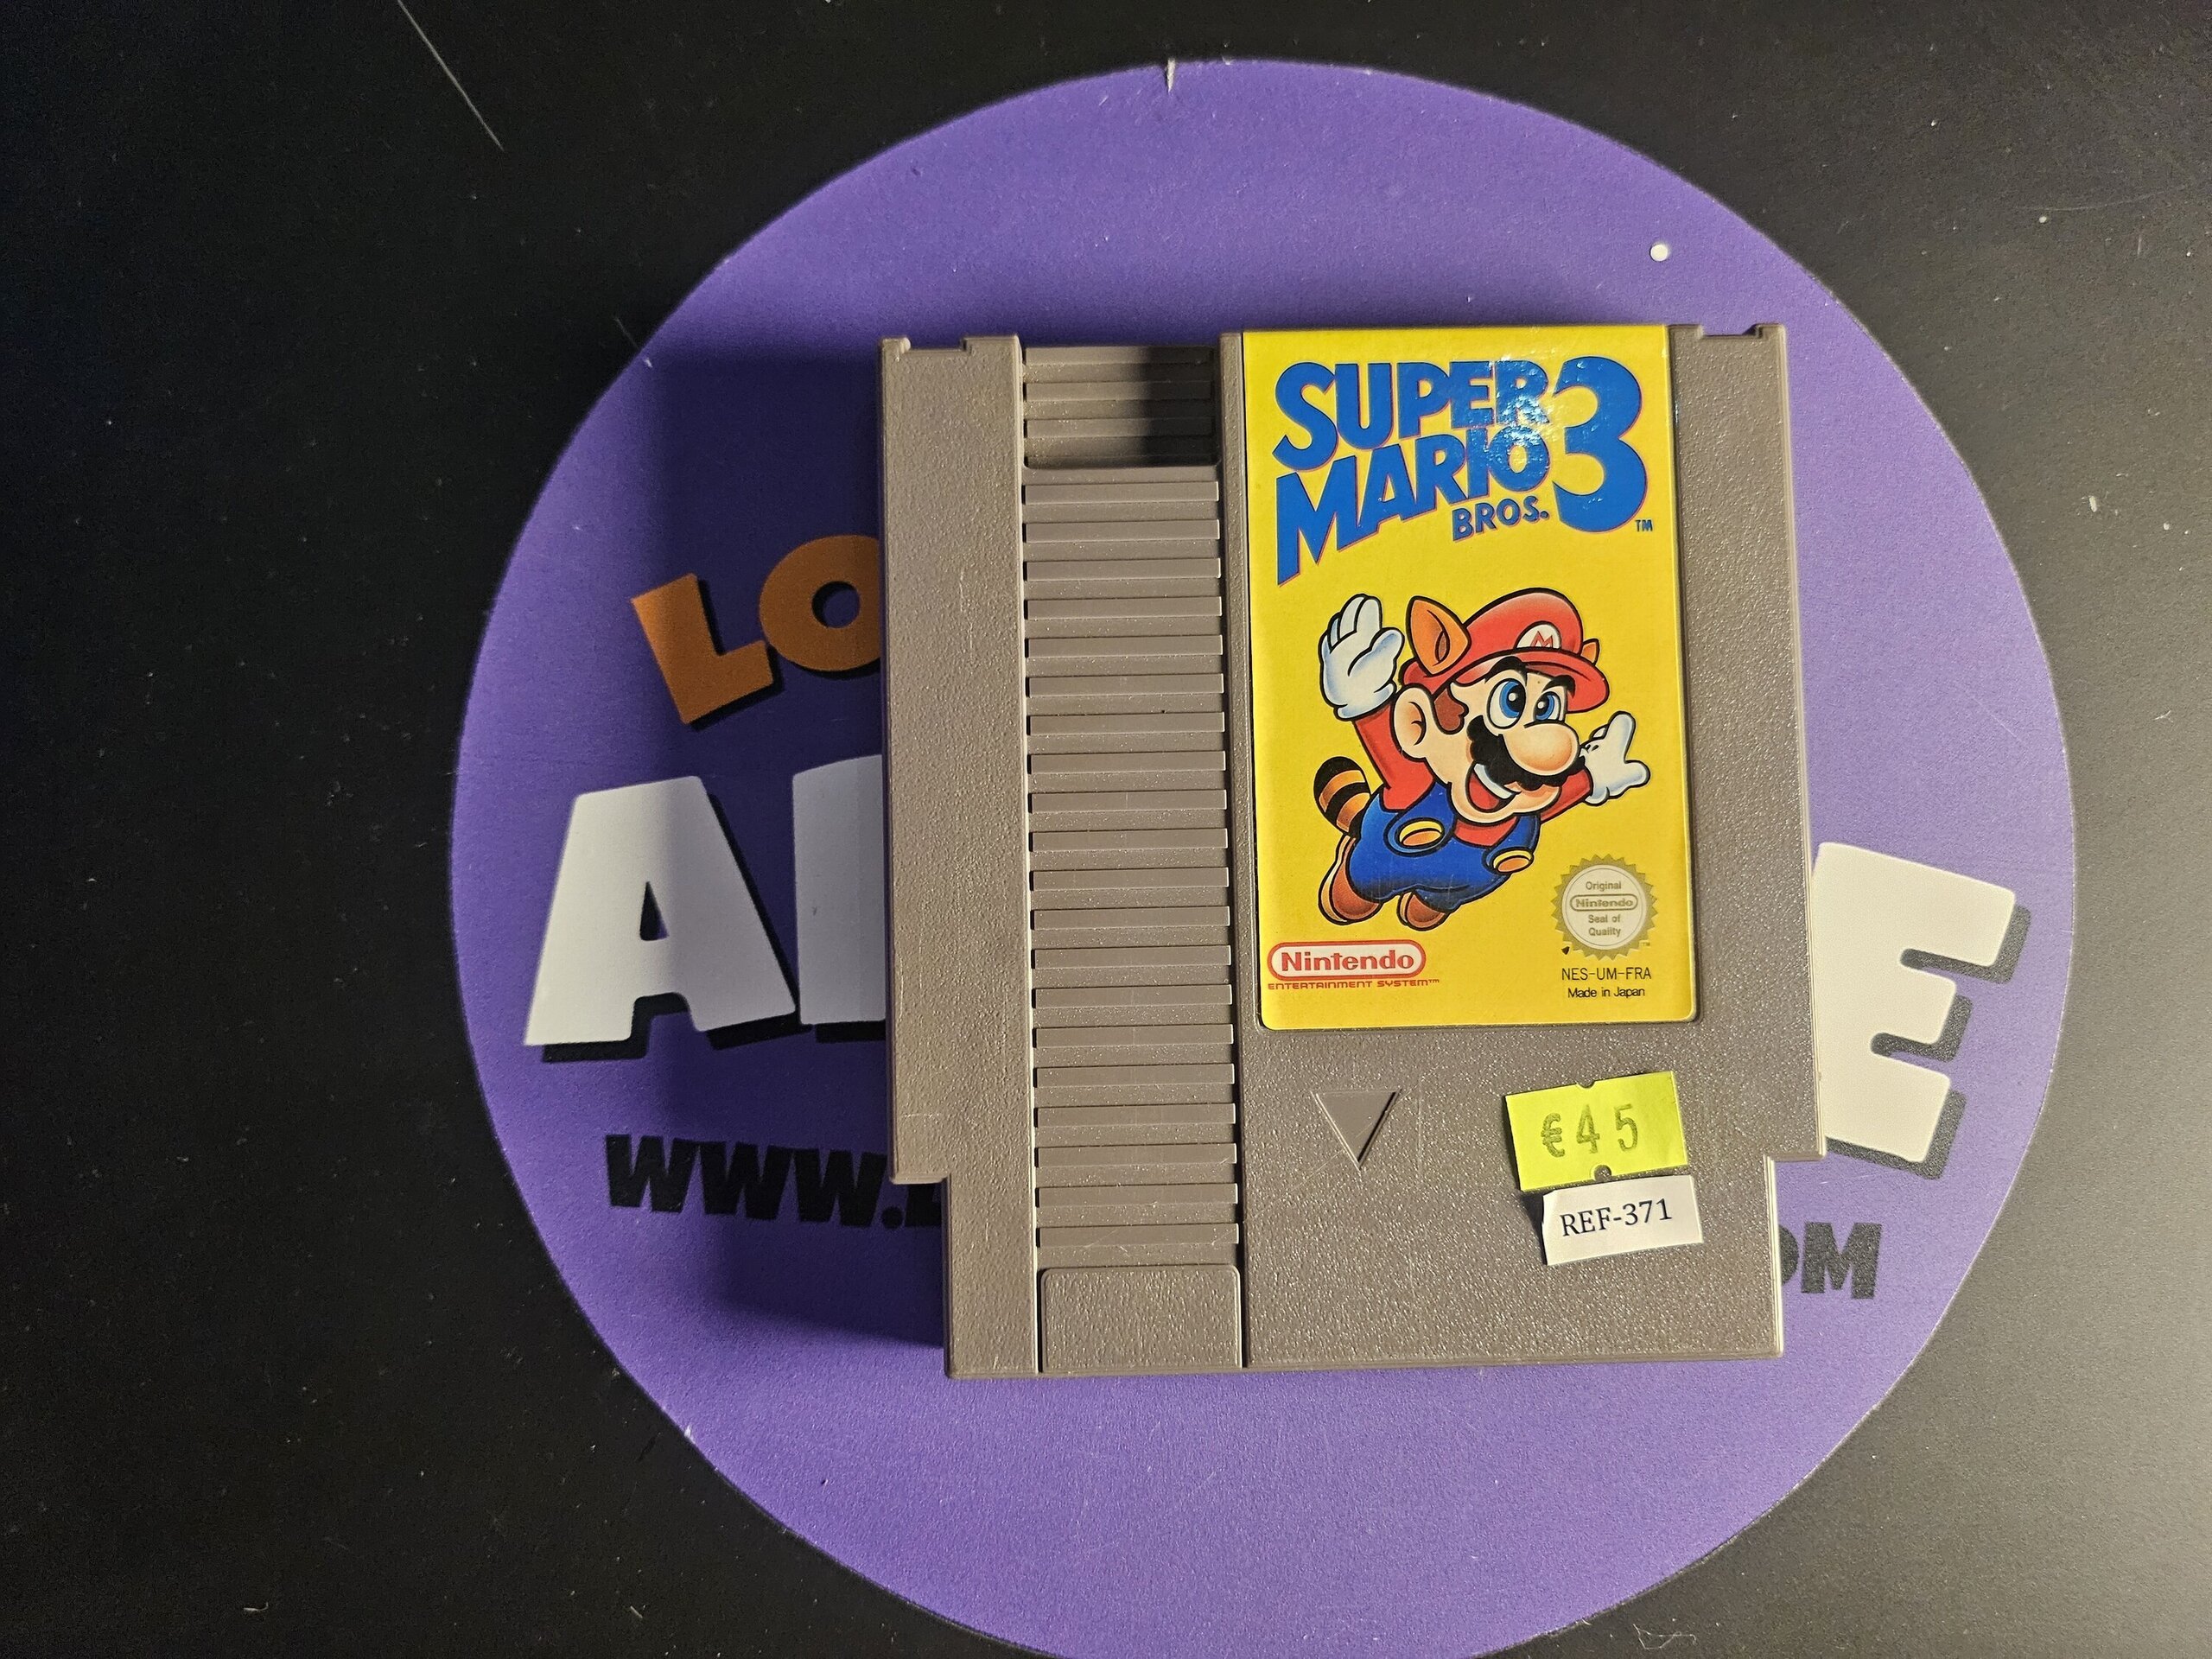 SUPER
MARIO
BROS. 3
TM
M
Original
Nintendo
Seal of
Quality
Nintendo
ENTERTAINMENT SYSTEM™
NES-UM-FRA
Made in Japan
€45
REF-371
LO
A
E
WWW.
OM